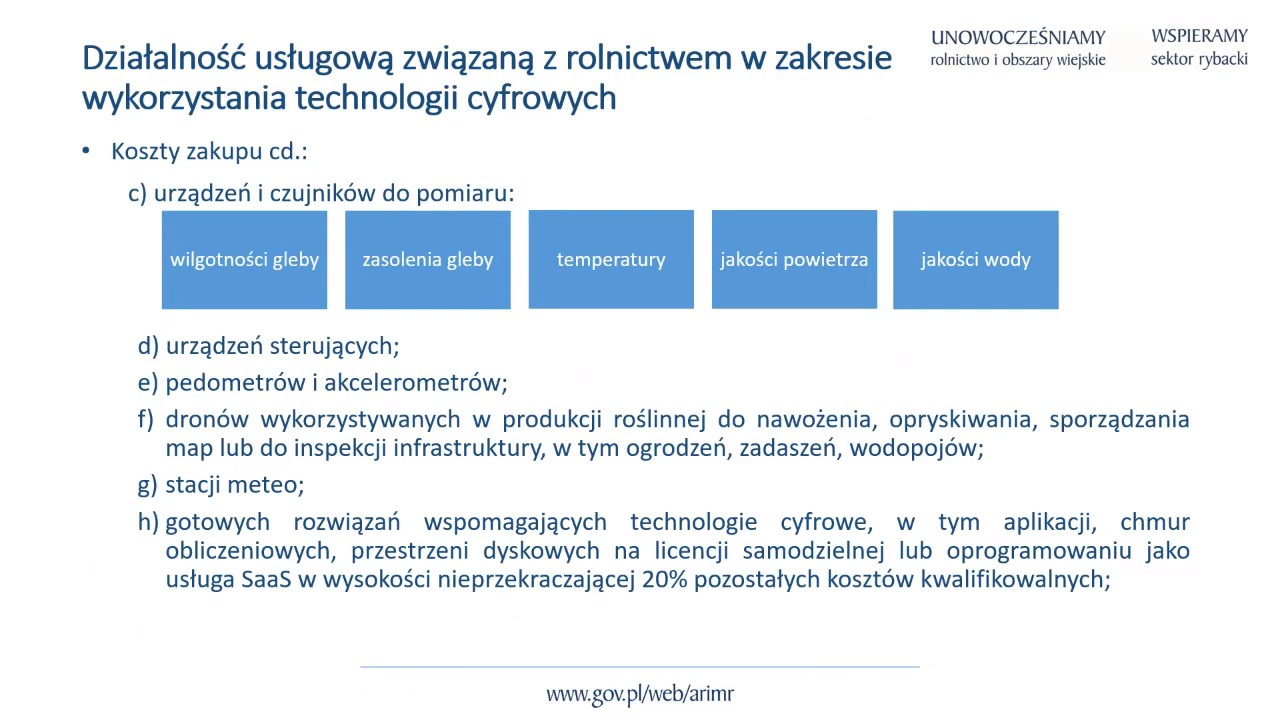 Działalność usługową związaną z rolnictwem w zakresie
wykorzystania technologii cyfrowych
UNOWOCZEŚNIAMY
rolnictwo i obszary wiejskie
WSPIERAMY
sektor rybacki
• Koszty zakupu cd.:
c) urządzeń i czujników do pomiaru:
wilgotności gleby
zasolenia gleby
temperatury
jakości powietrza
jakości wody
d) urządzeń sterujących;
e) pedometrów i akcelerometrów;
f) dronów wykorzystywanych w produkcji roślinnej do nawożenia, opryskiwania, sporządzania
map lub do inspekcji infrastruktury, w tym ogrodzeń, zadaszeń, wodopojów;
g) stacji meteo;
h) gotowych rozwiązań wspomagających technologie cyfrowe, w tym aplikacji, chmur
obliczeniowych, przestrzeni dyskowych na licencji samodzielnej lub oprogramowaniu jako
usługa SaaS w wysokości nieprzekraczającej 20% pozostałych kosztów kwalifikowalnych;
www.gov.pl/web/arimr